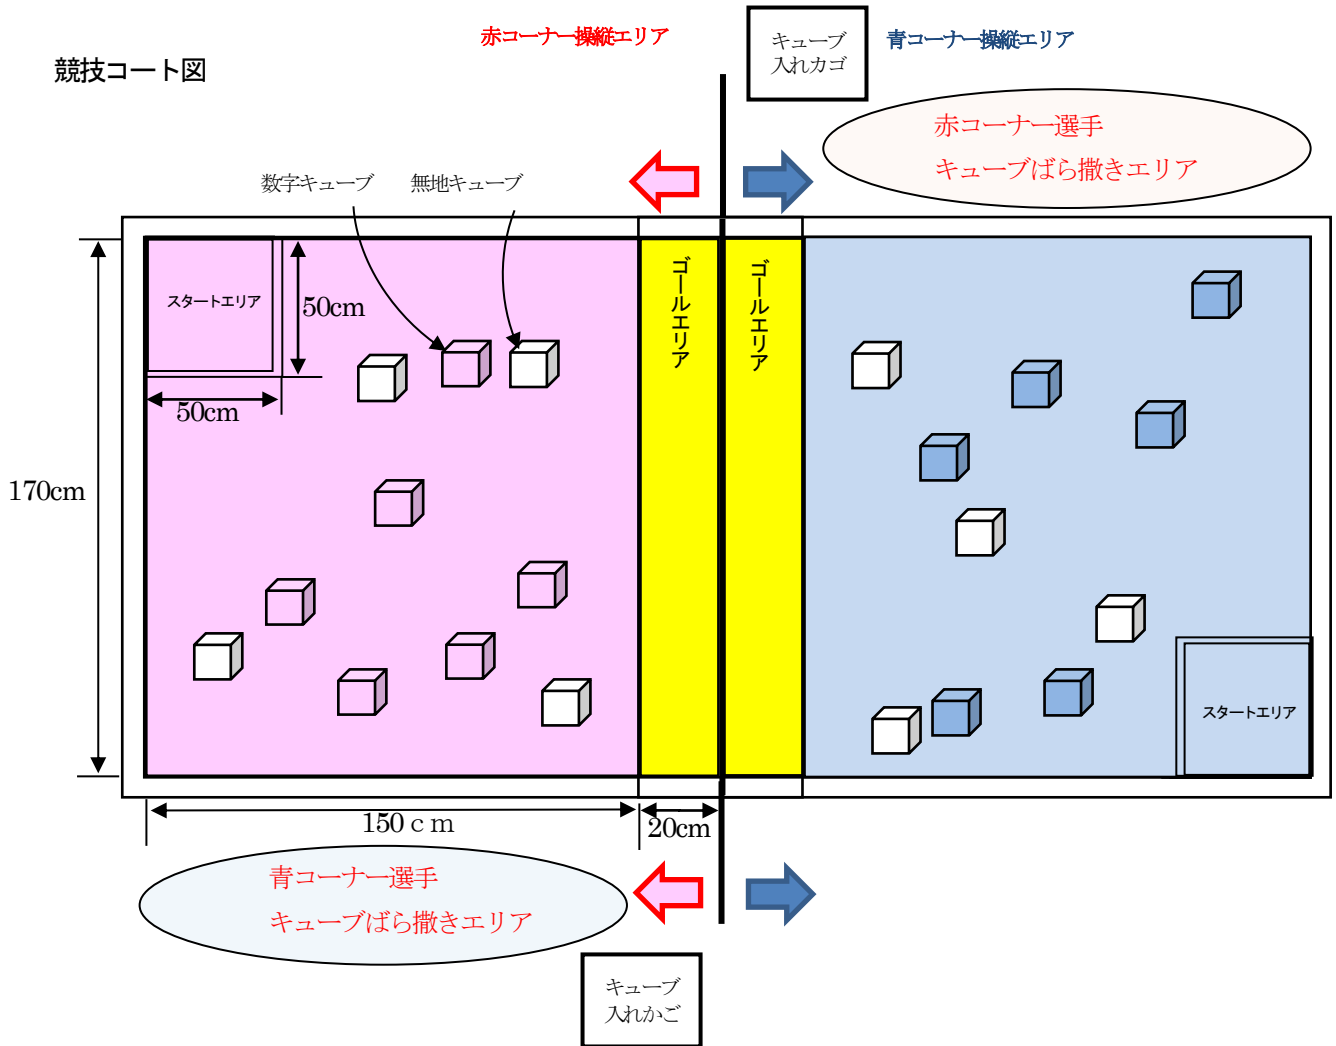 赤コーナー操縦エリア
キューブ
入れカゴ
青コーナー操縦エリア
競技コート図
赤コーナー選手
キューブばら撒きエリア
数字キューブ
無地キューブ
スタートエリア
50cm
50cm
ゴールエリア
ゴールエリア
170cm
スタートエリア
150ｃｍ
20cm
青コーナー選手
キューブばら撒きエリア
キューブ
入れかご